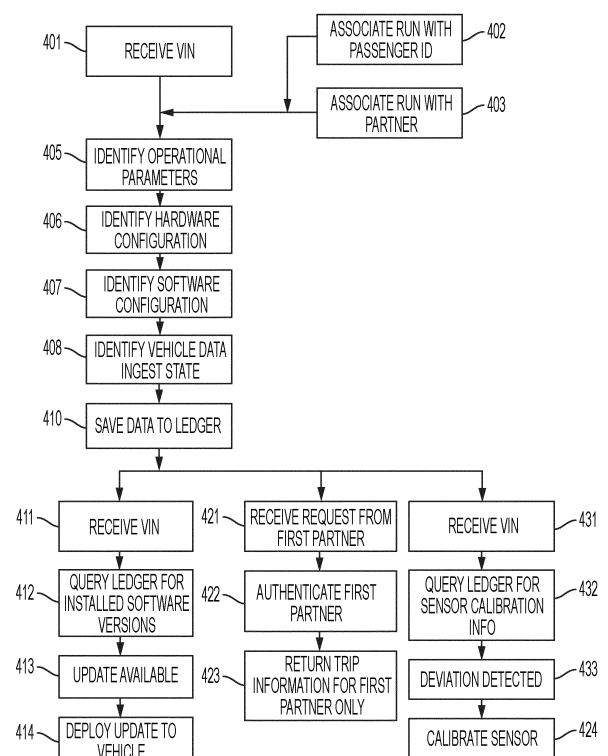 401
RECEIVE VIN
ASSOCIATE RUN WITH
PASSENGER ID
402
ASSOCIATE RUN WITH
PARTNER
403
405
IDENTIFY OPERATIONAL
PARAMETERS
406
IDENTIFY HARDWARE
CONFIGURATION
407
IDENTIFY SOFTWARE
CONFIGURATION
408
IDENTIFY VEHICLE DATA
INGEST STATE
410
SAVE DATA TO LEDGER
411
RECEIVE VIN
412
QUERY LEDGER FOR
INSTALLED SOFTWARE
VERSIONS
413
UPDATE AVAILABLE
414
DEPLOY UPDATE TO
VEHICLE
421
RECEIVE REQUEST FROM
FIRST PARTNER
422
AUTHENTICATE FIRST
PARTNER
423
RETURN TRIP
INFORMATION FOR FIRST
PARTNER ONLY
RECEIVE VIN
431
QUERY LEDGER FOR
SENSOR CALIBRATION
INFO
432
DEVIATION DETECTED
433
CALIBRATE SENSOR
424